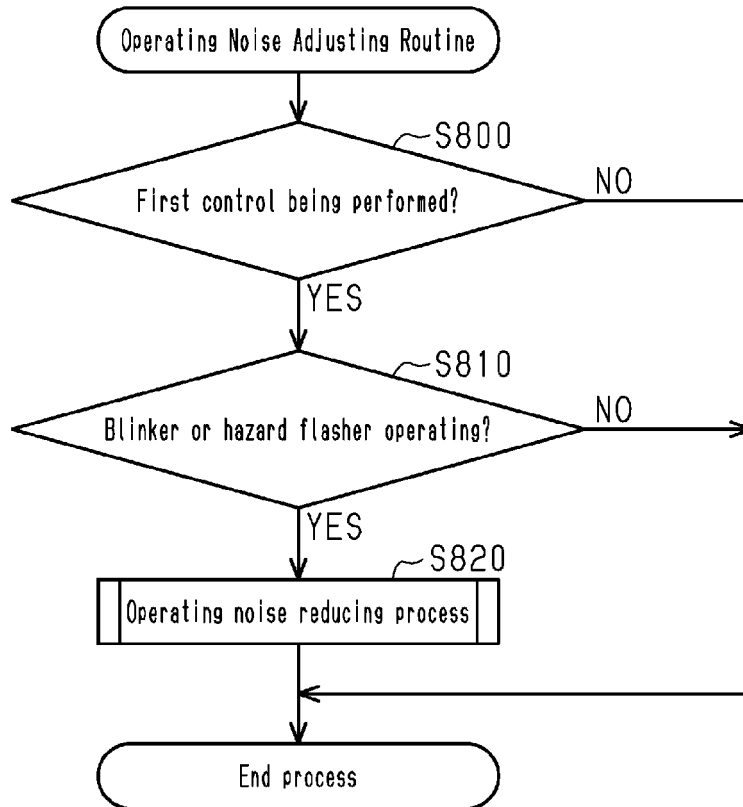 Operating Noise Adjusting Routine
S800
First control being performed?
NO
YES
S810
Blinker or hazard flasher operating?
NO
YES
S820
Operating noise reducing process
End process